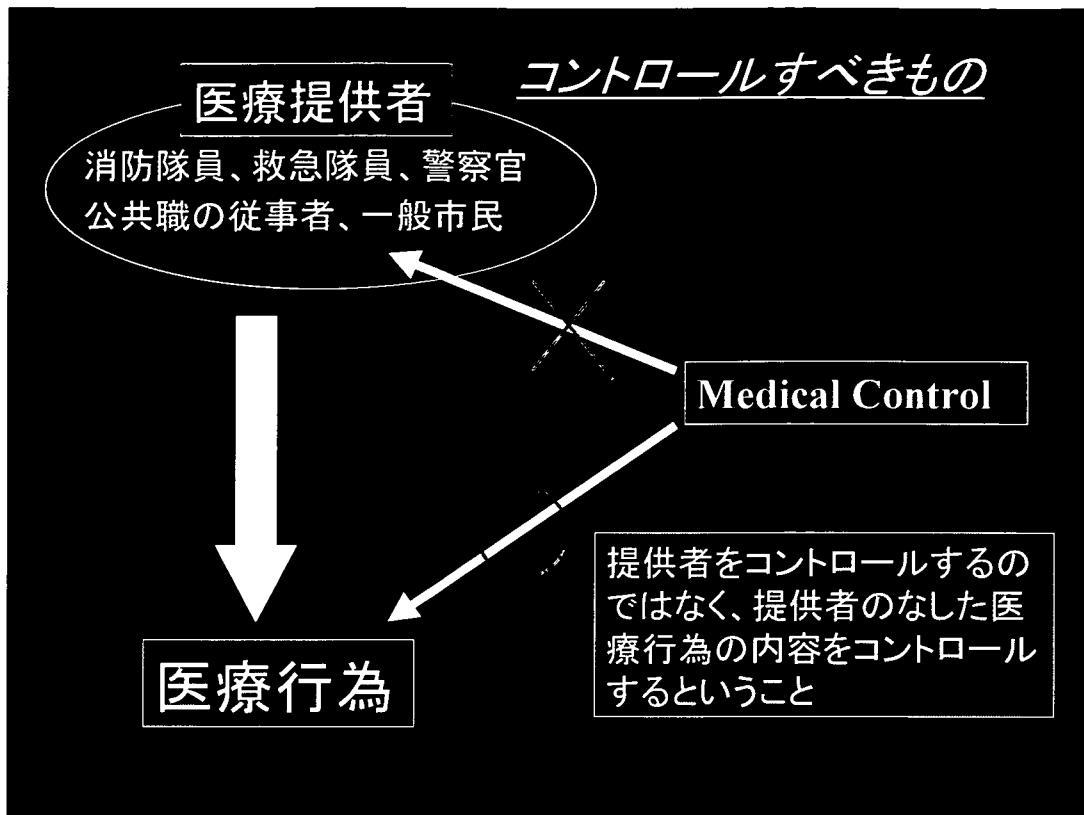 コントロールすべきもの
医療提供者
消防隊員、救急隊員、警察官
公共職の従事者、一般市民
Medical Control
提供者をコントロールするの
ではなく、提供者のなした医
療行為の内容をコントロール
するということ
医療行為